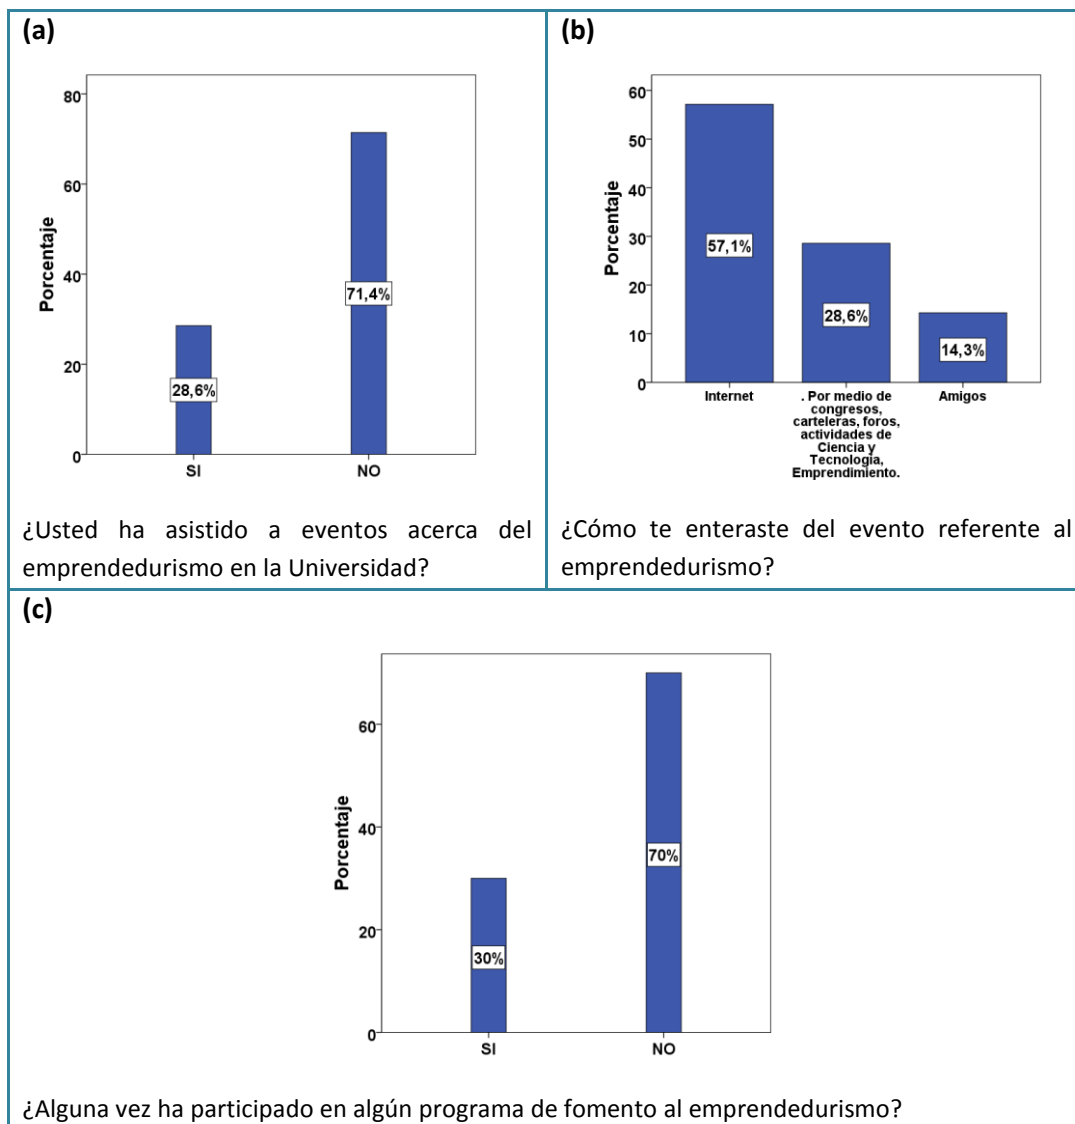 (a)
Porcentaje
80
60
40
20
0
28,6%
71,4%
SI
NO
¿Usted ha asistido a eventos acerca del
emprendedurismo en la Universidad?
(b)
Porcentaje
60
50
40
30
20
10
0
57,1%
28,6%
14,3%
Internet
. Por medio de
congresos,
carteleras, foros,
actividades de
Ciencia y
Tecnología,
Emprendimiento.
Amigos
¿Cómo te enteraste del evento referente al
emprendedurismo?
(c)
Porcentaje
60
40
20
0
30%
70%
SI
NO
¿Alguna vez ha participado en algún programa de fomento al emprendedurismo?